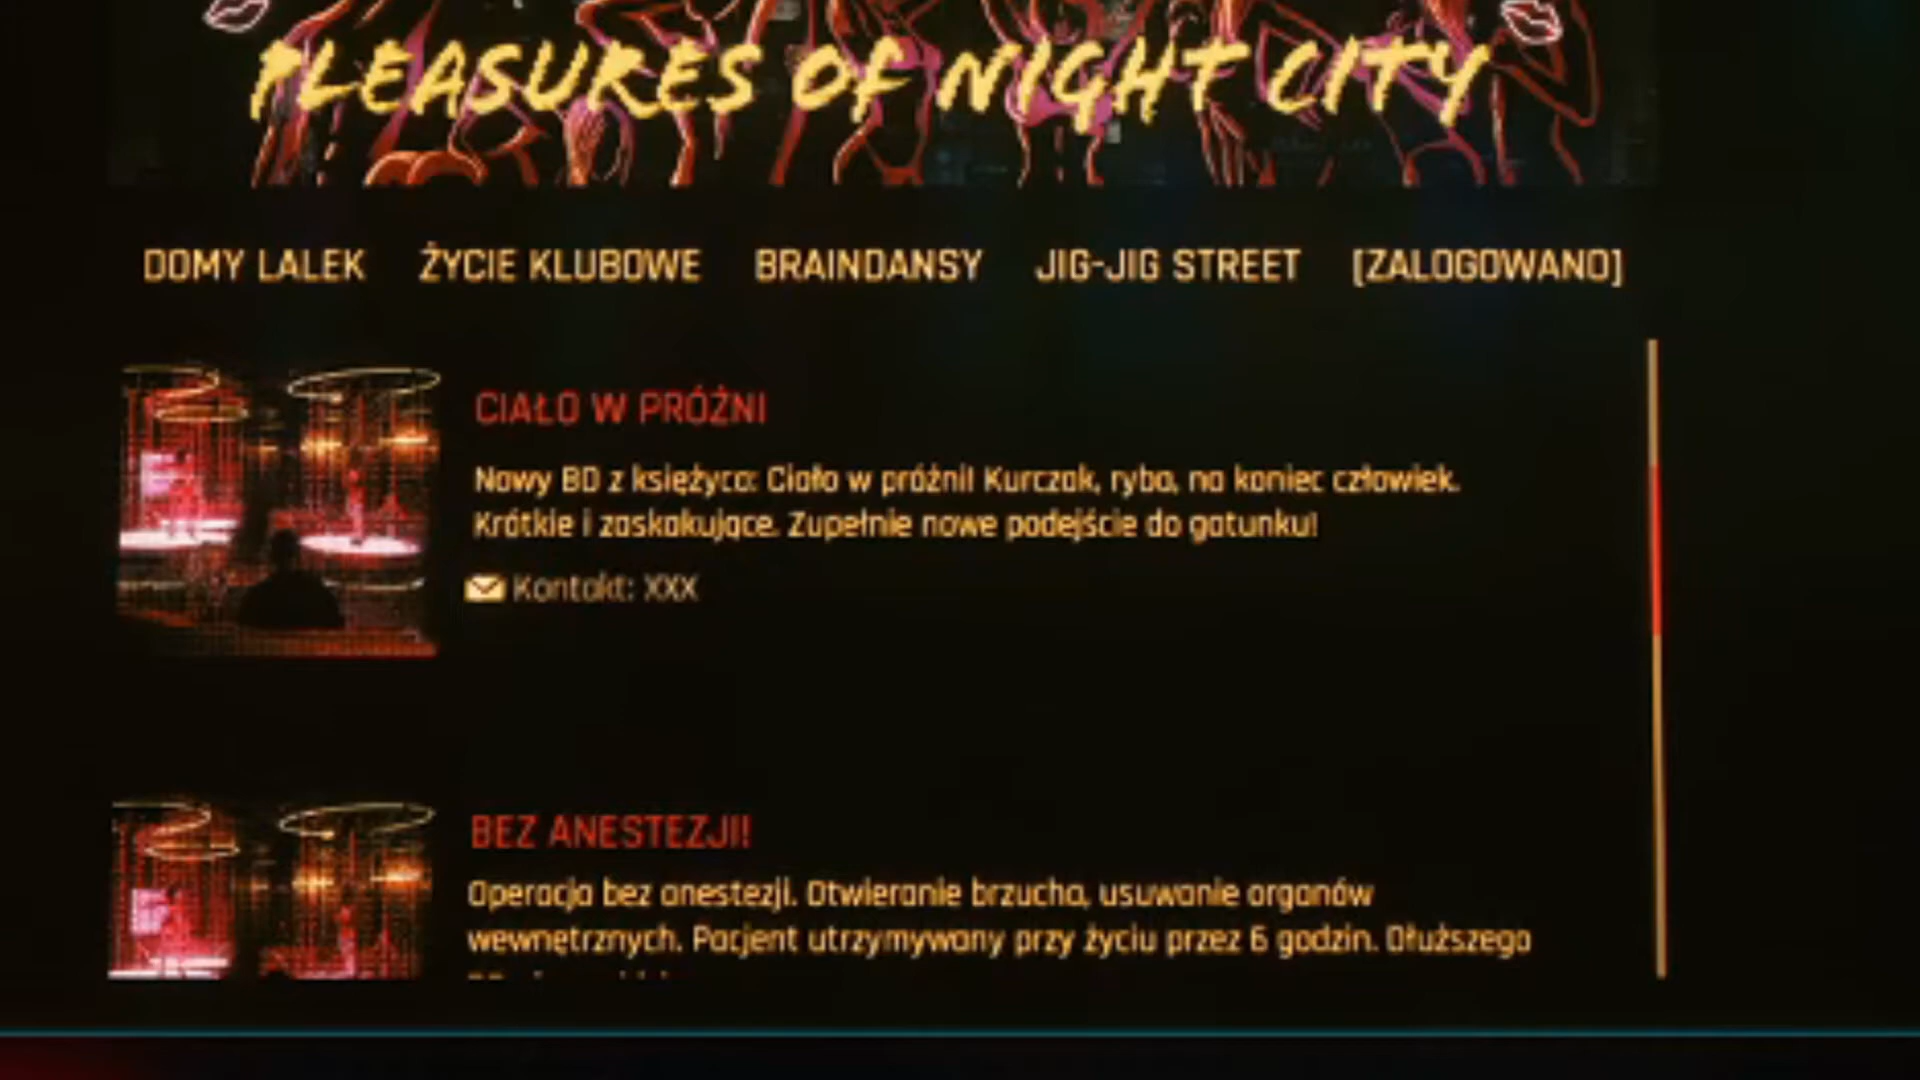 PLEASURES OF NIGHT CITY
DOMY LALEK ŻYCIE KLUBOWE BRAINDANSY JIG-JIG STREET [ZALOGOWANO]
CIAŁO W PRÓŻNI
Nowy BD z księżyca: Ciało w próżni! Kurczak, ryba, na koniec człowiek.
Krótkie i zaskakujące. Zupełnie nowe podejście do gatunku!
Kontakt: XXX
BEZ ANESTEZJI!
Operacja bez anestezji. Otwieranie brzucha, usuwanie organów
wewnętrznych. Pacjent utrzymywany przy życiu przez 6 godzin. Dłuższego